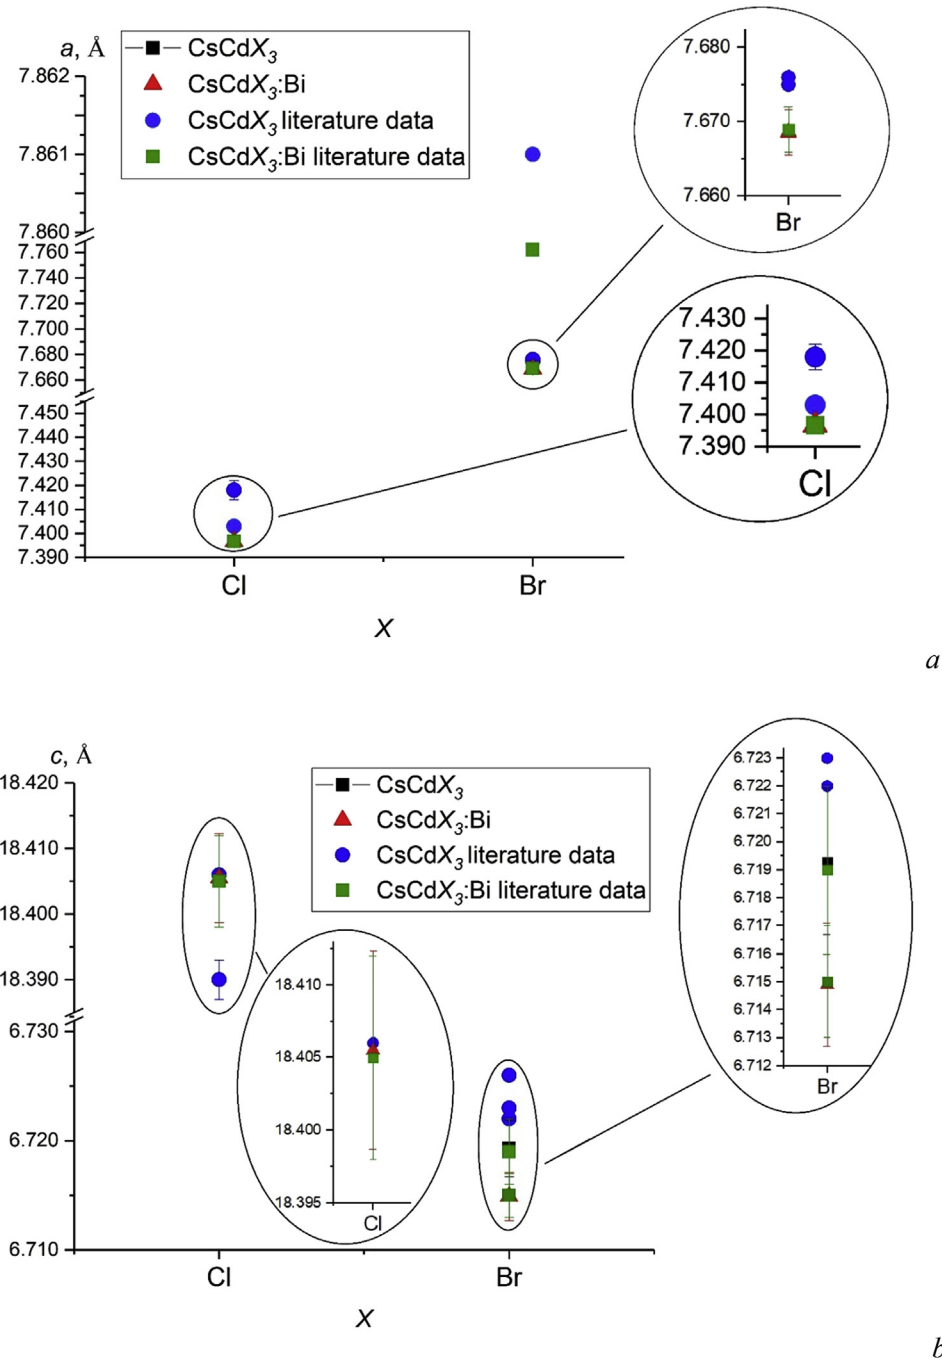 a, Å
CsCdX3
CsCdX3:Bi
CsCdX3 literature data
CsCdX3:Bi literature data
7.862
7.861
7.860
7.760
7.740
7.720
7.700
7.680
7.660
7.450
7.440
7.430
7.420
7.410
7.400
7.390
Cl
Br
X
7.680
7.670
7.660
Br
7.430
7.420
7.410
7.400
7.390
Cl
a
c, Å
CsCdX3
CsCdX3:Bi
CsCdX3 literature data
CsCdX3:Bi literature data
18.420
18.410
18.400
18.390
6.730
6.720
6.710
Cl
Br
X
18.410
18.405
18.400
18.395
Cl
6.723
6.722
6.721
6.720
6.719
6.718
6.717
6.716
6.715
6.714
6.713
6.712
Br
b